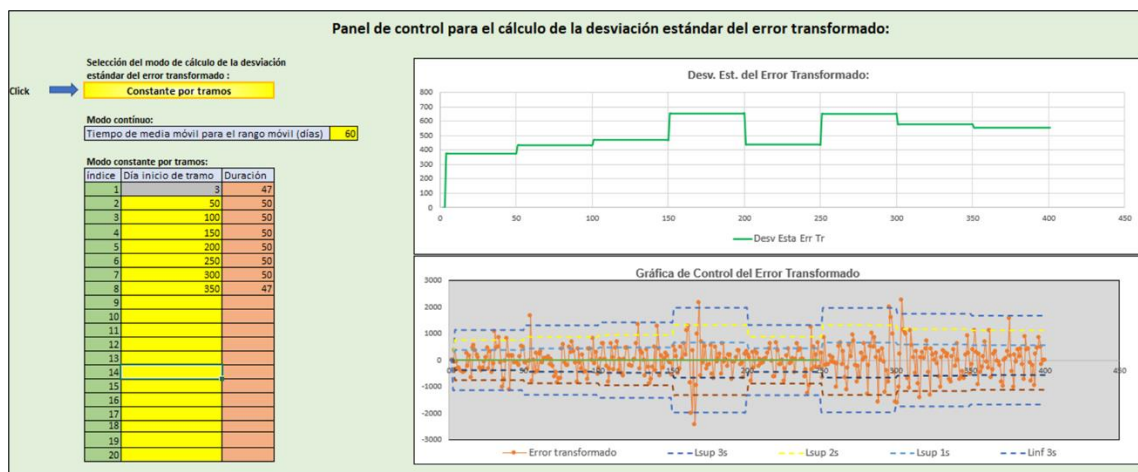 Panel de control para el cálculo de la desviación estándar del error transformado:
Selección del modo de cálculo de la desviación
estándar del error transformado :
Click
Constante por tramos
Modo contínuo:
Tiempo de media móvil para el rango móvil (días) 60
Modo constante por tramos:
índice Día inicio de tramo Duración
1 3 47
2 50 50
3 100 50
4 150 50
5 200 50
6 250 50
7 300 50
8 350 47
9
10
11
12
13
14
15
16
17
18
19
20
Desv. Est. del Error Transformado:
800
700
600
500
400
300
200
100
0
0 50 100 150 200 250 300 350 400 450
Desv Esta Err Tr
Gráfica de Control del Error Transformado
3000
2000
1000
0
-1000
-2000
-3000
50 100 150 200 250 300 350 400 450
Error transformado Lsup 3s Lsup 2s Lsup 1s Linf 3s